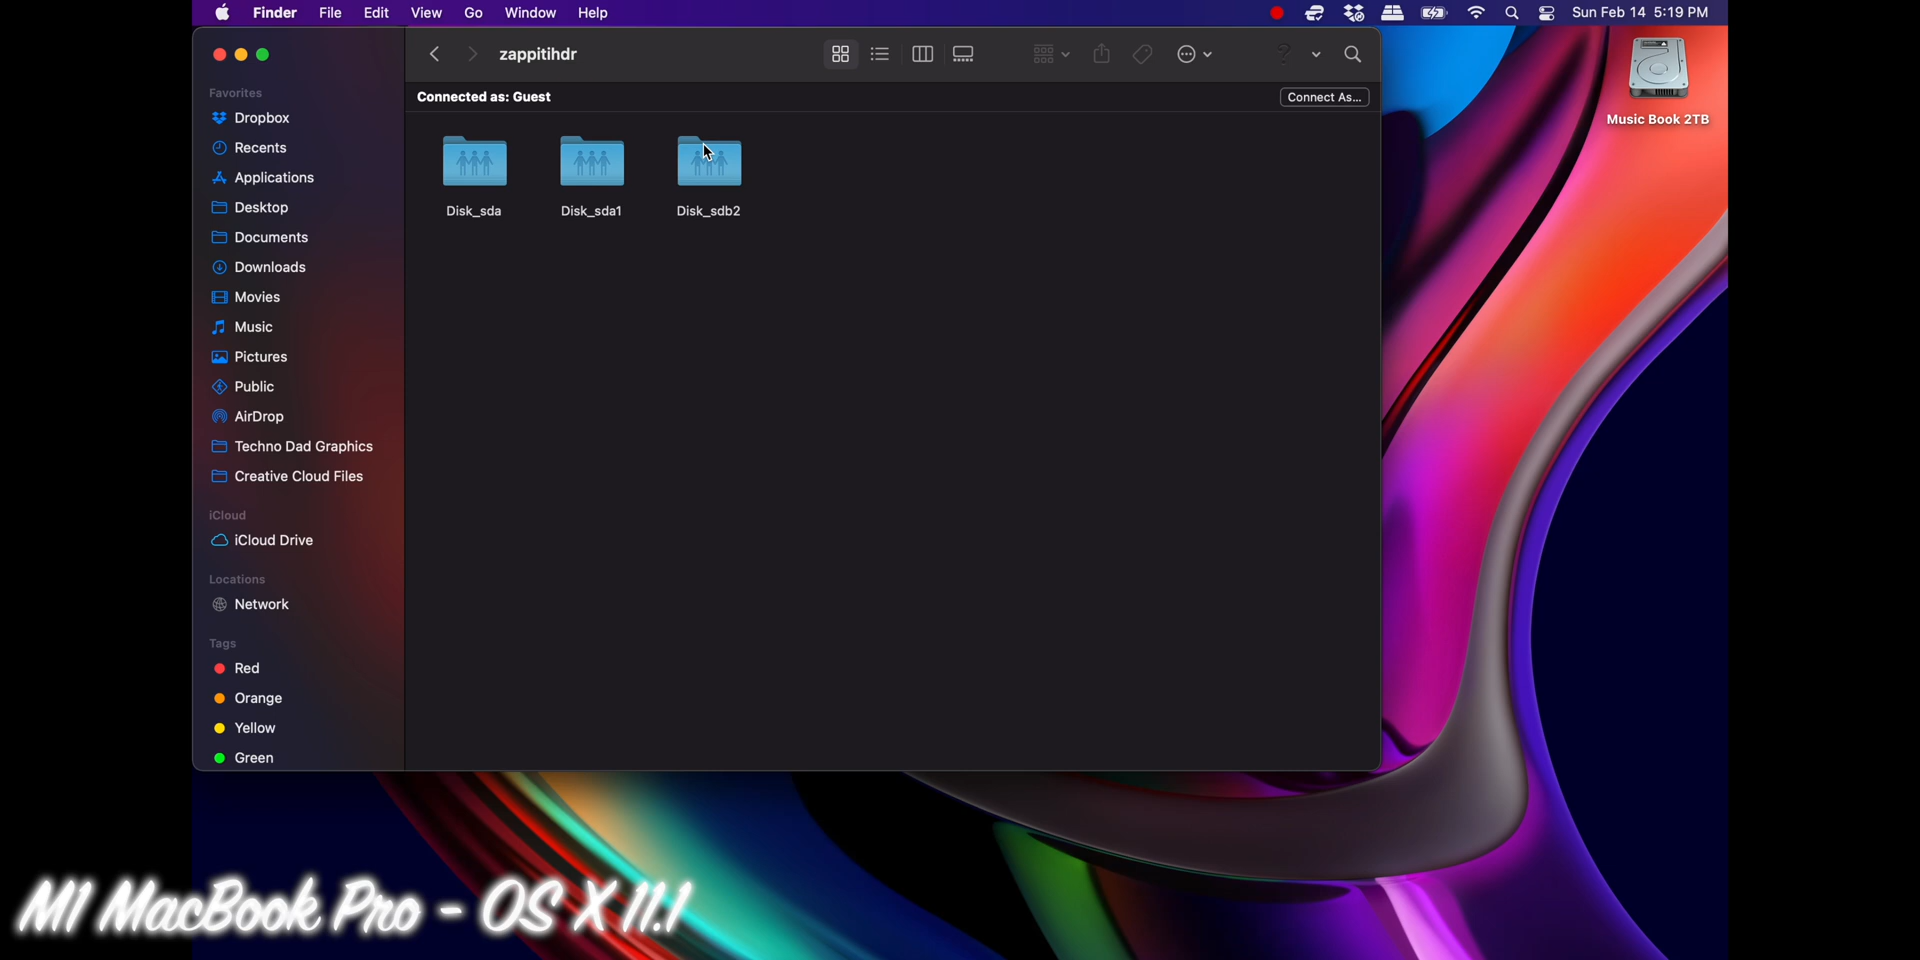 Finder File Edit View Go Window Help Sun Feb 14 5:19 PM
zappitihdr
Connected as: Guest Connect As...
Disk_sda Disk_sda1 Disk_sdb2
Favorites
Dropbox
Recents
Applications
Desktop
Documents
Downloads
Movies
Music
Pictures
Public
AirDrop
Techno Dad Graphics
Creative Cloud Files
iCloud
iCloud Drive
Locations
Network
Tags
Red
Orange
Yellow
Green
Music Book 2TB
M1 MacBook Pro - OS X 11.1